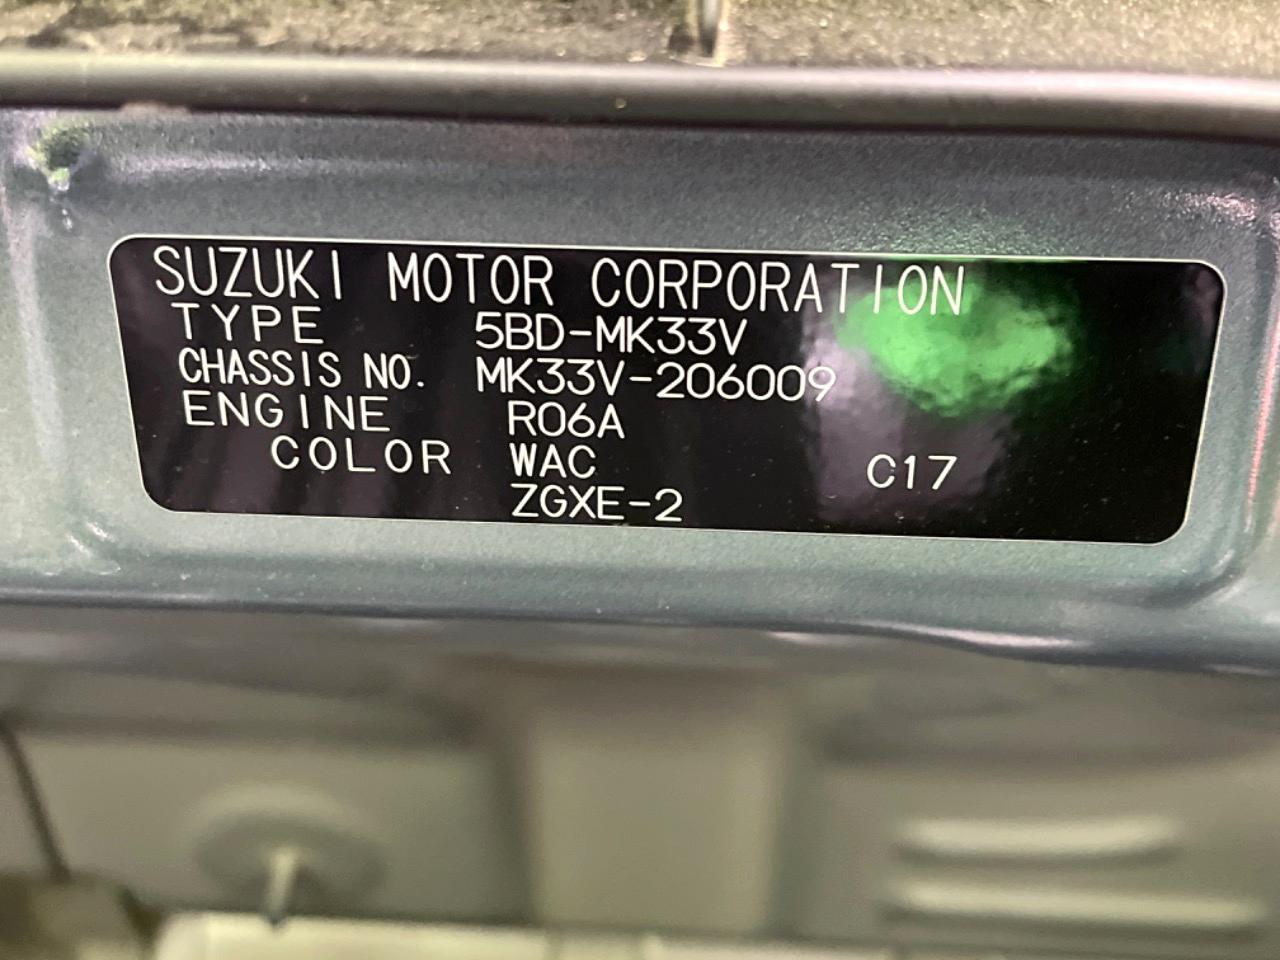 SUZUKI MOTOR CORPORATION
TYPE 5BD-MK33V
CHASSIS NO. MK33V-206009
ENGINE R06A
COLOR WAC C17
ZGXE-2